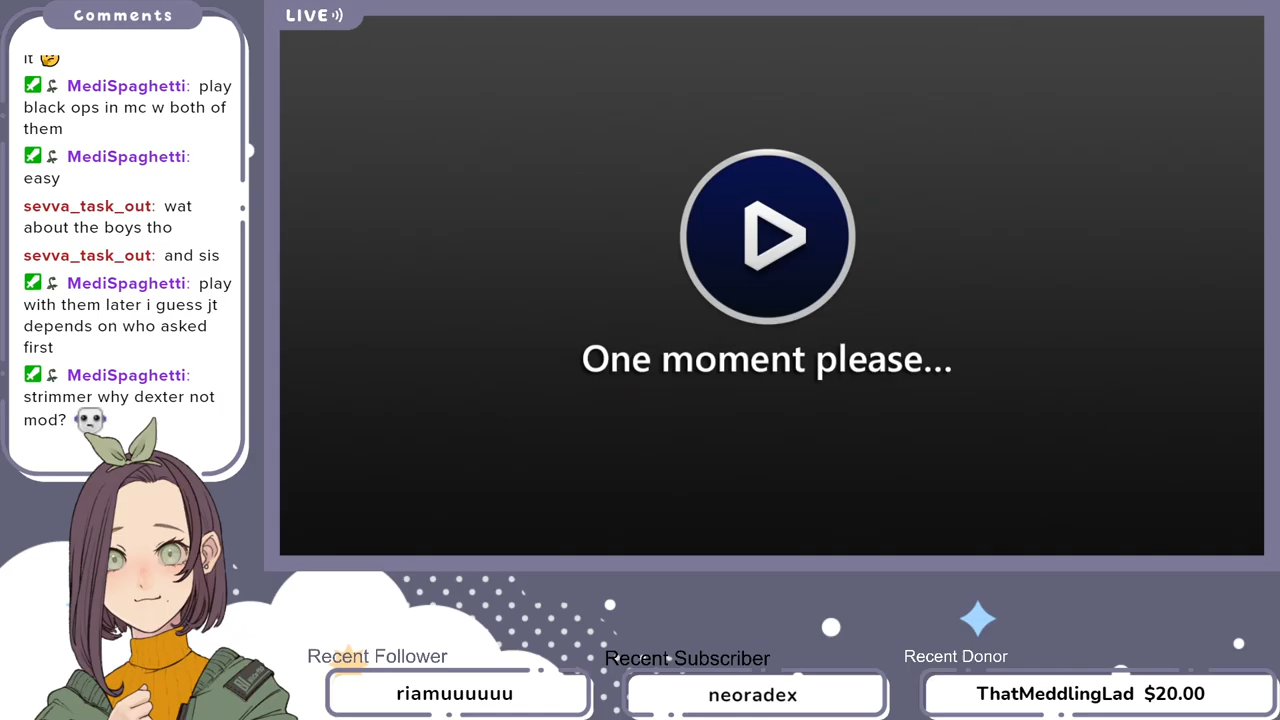 Comments
LIVE
it
MediSpaghetti: play
black ops in mc w both of
them
MediSpaghetti:
easy
sevva_task_out: wat
about the boys tho
sevva_task_out: and sis
MediSpaghetti: play
with them later i guess jt
depends on who asked
first
MediSpaghetti:
strimmer why dexter not
mod?
One moment please...
Recent Follower
riamuuuuuu
Recent Subscriber
neoradex
Recent Donor
ThatMeddlingLad $20.00